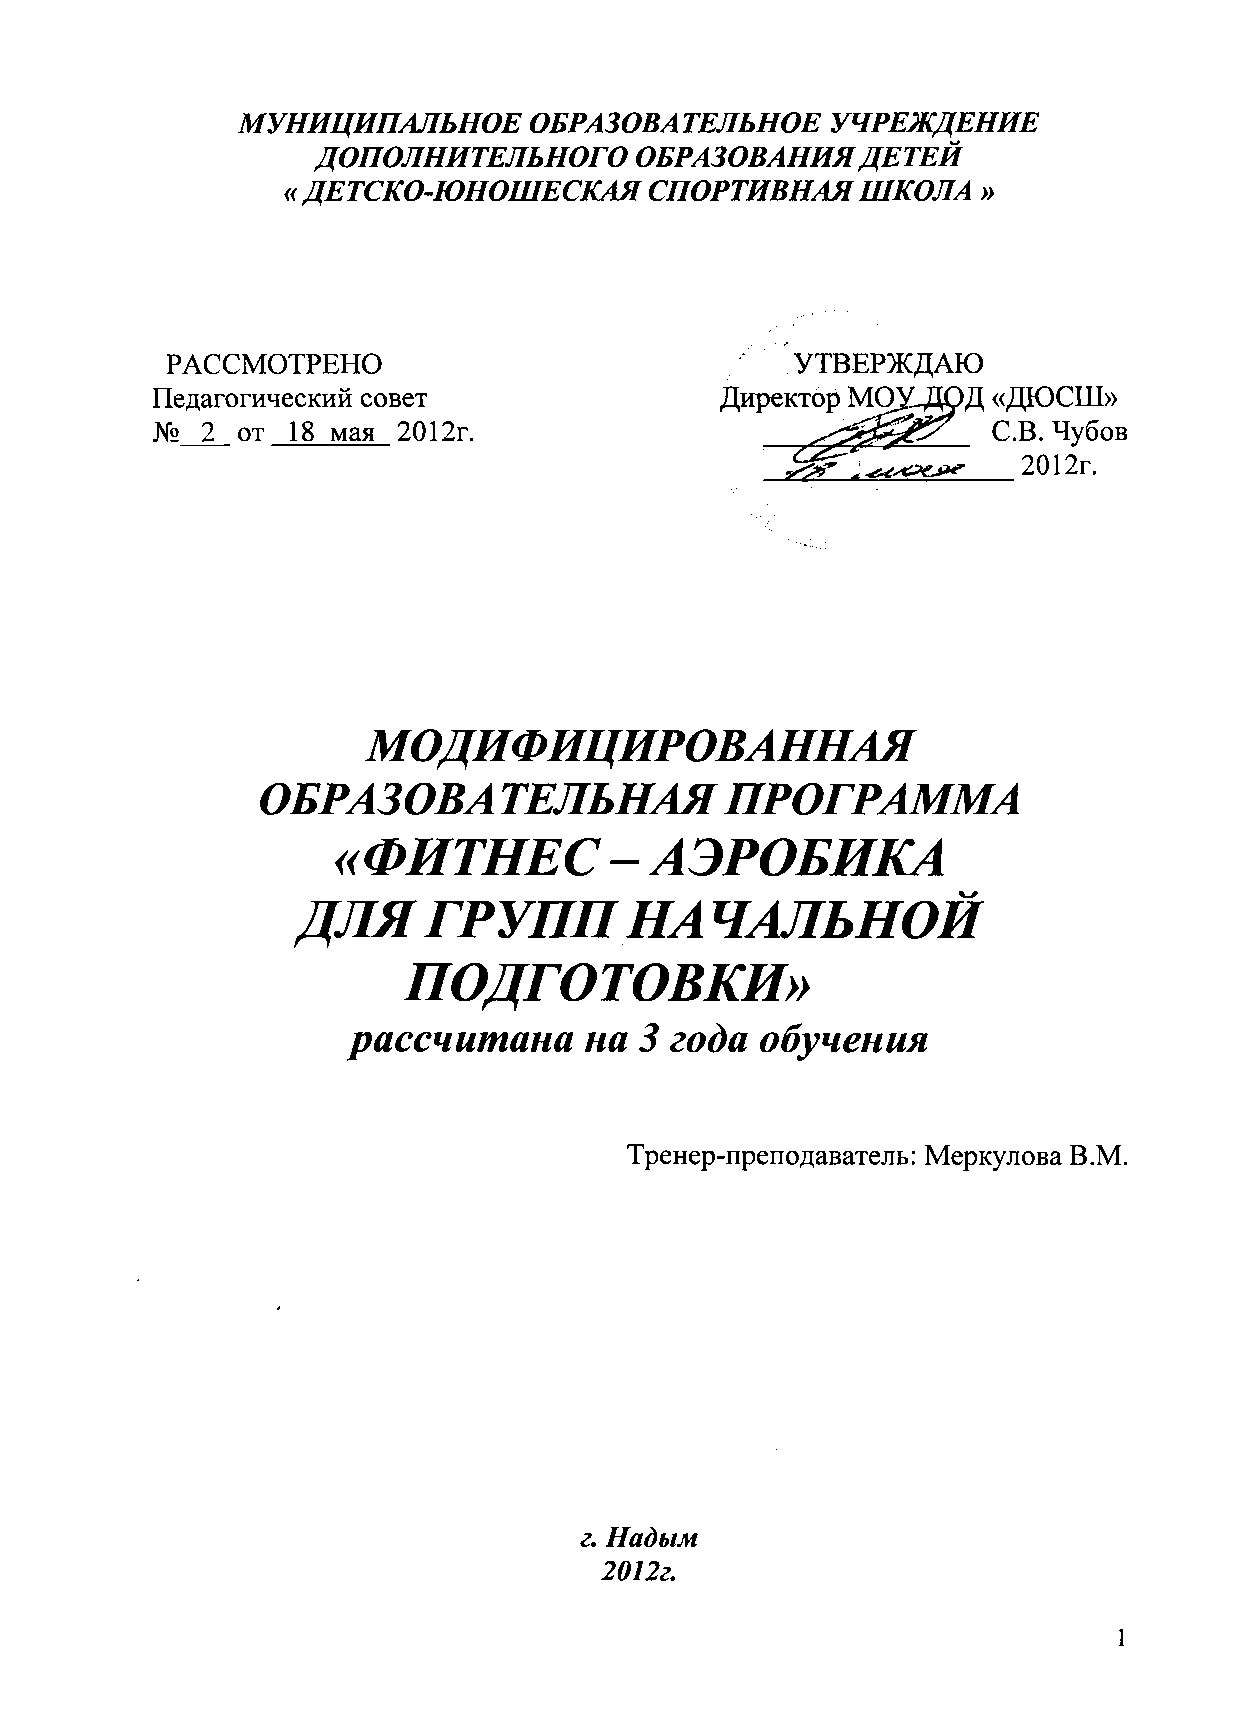 МУНИЦИПАЛЬНОЕ ОБРАЗОВАТЕЛЬНОЕ УЧРЕЖДЕНИЕ
ДОПОЛНИТЕЛЬНОГО ОБРАЗОВАНИЯ ДЕТЕЙ
« ДЕТСКО-ЮНОШЕСКАЯ СПОРТИВНАЯ ШКОЛА »
РАССМОТРЕНО
Педагогический совет
№ 2 от 18 мая 2012г.
УТВЕРЖДАЮ
Директор МОУ ДОД «ДЮСШ»
С.В. Чубов
18 мая 2012г.
МОДИФИЦИРОВАННАЯ
ОБРАЗОВАТЕЛЬНАЯ ПРОГРАММА
«ФИТНЕС – АЭРОБИКА
ДЛЯ ГРУПП НАЧАЛЬНОЙ
ПОДГОТОВКИ»
рассчитана на 3 года обучения
Тренер-преподаватель: Меркулова В.М.
г. Надым
2012г.
1